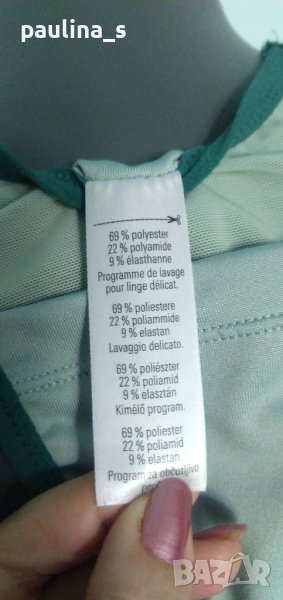 paulina_s
69 % polyester
22 % polyamide
9 % élasthanne
Programme de lavage
pour linge délicat.
69 % poliestere
22 % poliammide
9 % elastan
Lavaggio delicato.
69 % poliészter
22 % poliamid
9 % elasztán
Kímélő program.
69 % poliester
22 % poliamid
9 % elastan
Program za občutljivo
BAZAR